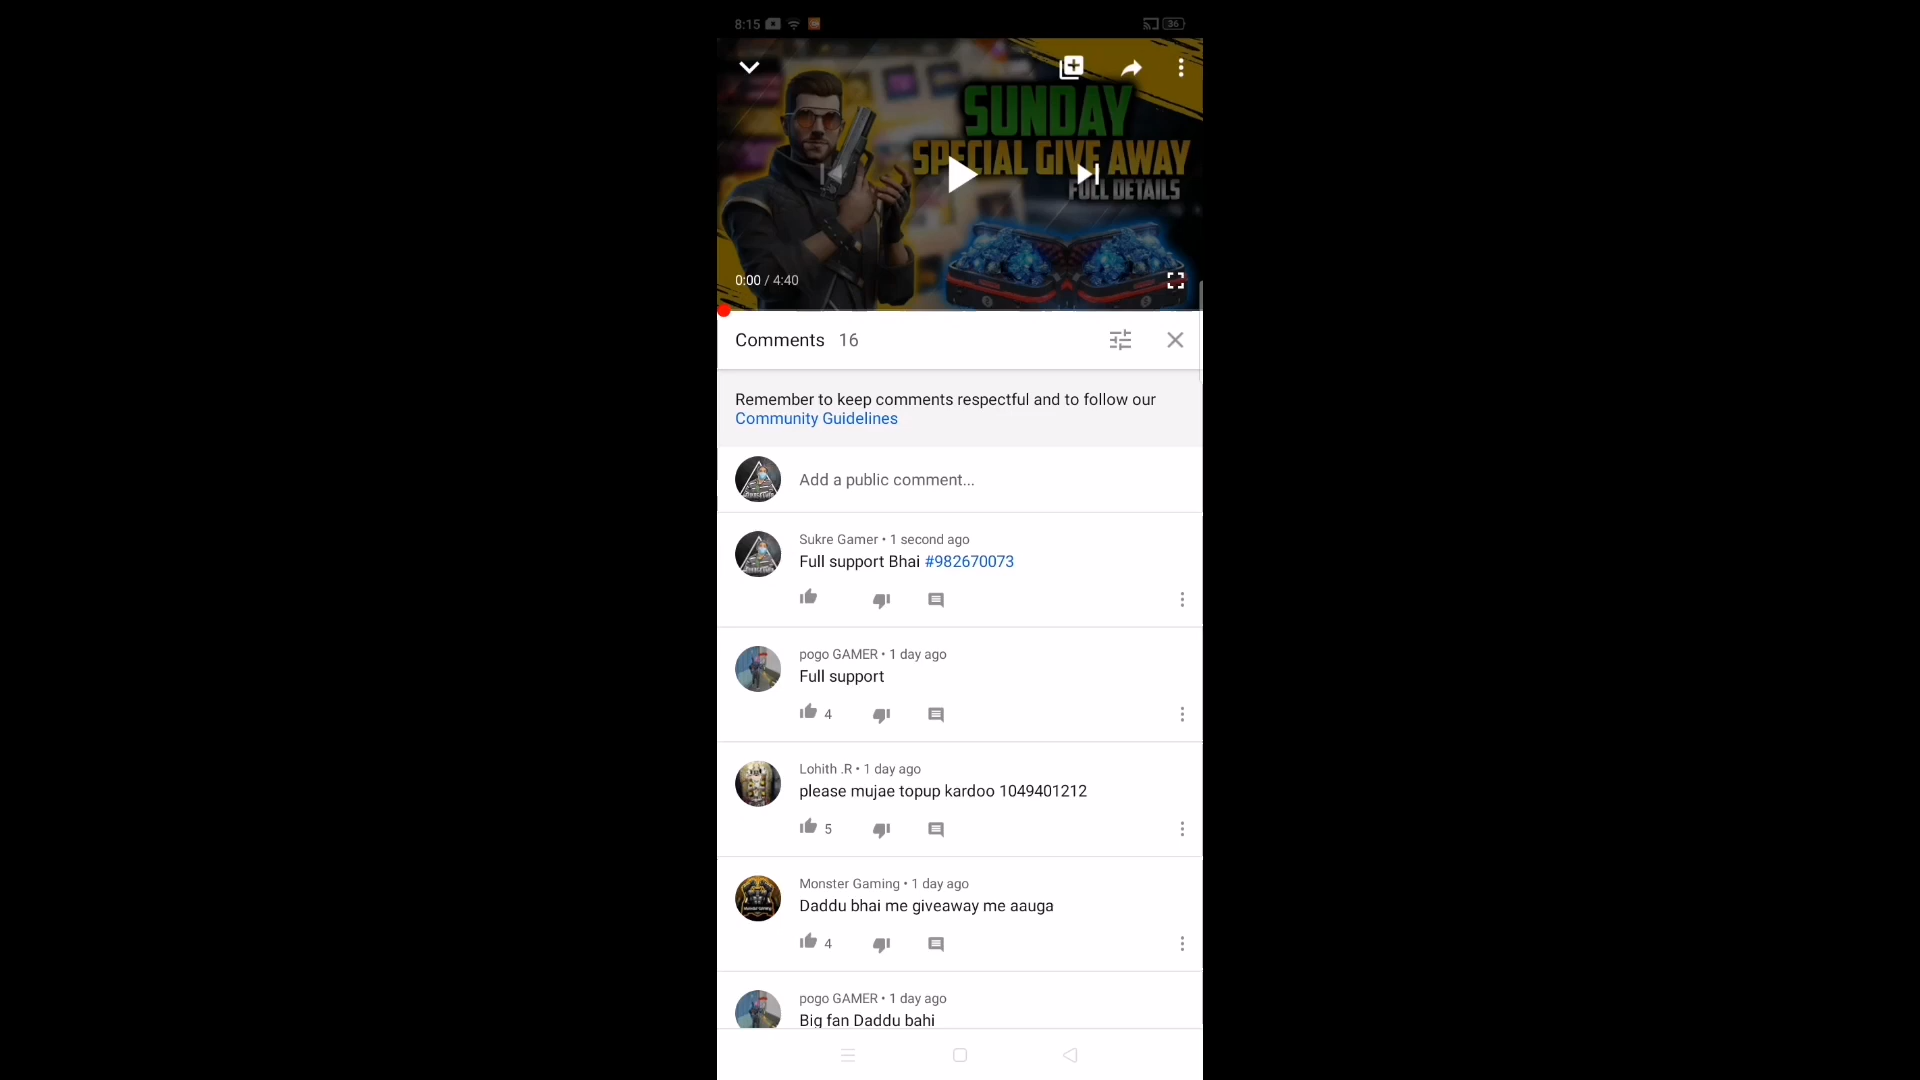 8:15
36
SUNDAY
SPECIAL GIVE AWAY
FULL DETAILS
0:00 / 4:40
Comments 16
Remember to keep comments respectful and to follow our
Community Guidelines
Add a public comment...
Sukre Gamer • 1 second ago
Full support Bhai #982670073
pogo GAMER • 1 day ago
Full support
4
Lohith .R • 1 day ago
please mujae topup kardoo 1049401212
5
Monster Gaming • 1 day ago
Daddu bhai me giveaway me aauga
4
pogo GAMER • 1 day ago
Big fan Daddu bahi